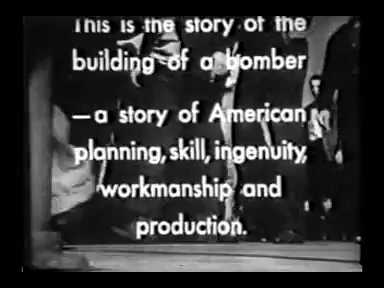 This is the story of the
building of a bomber
—a story of American
planning, skill, ingenuity,
workmanship and
production.